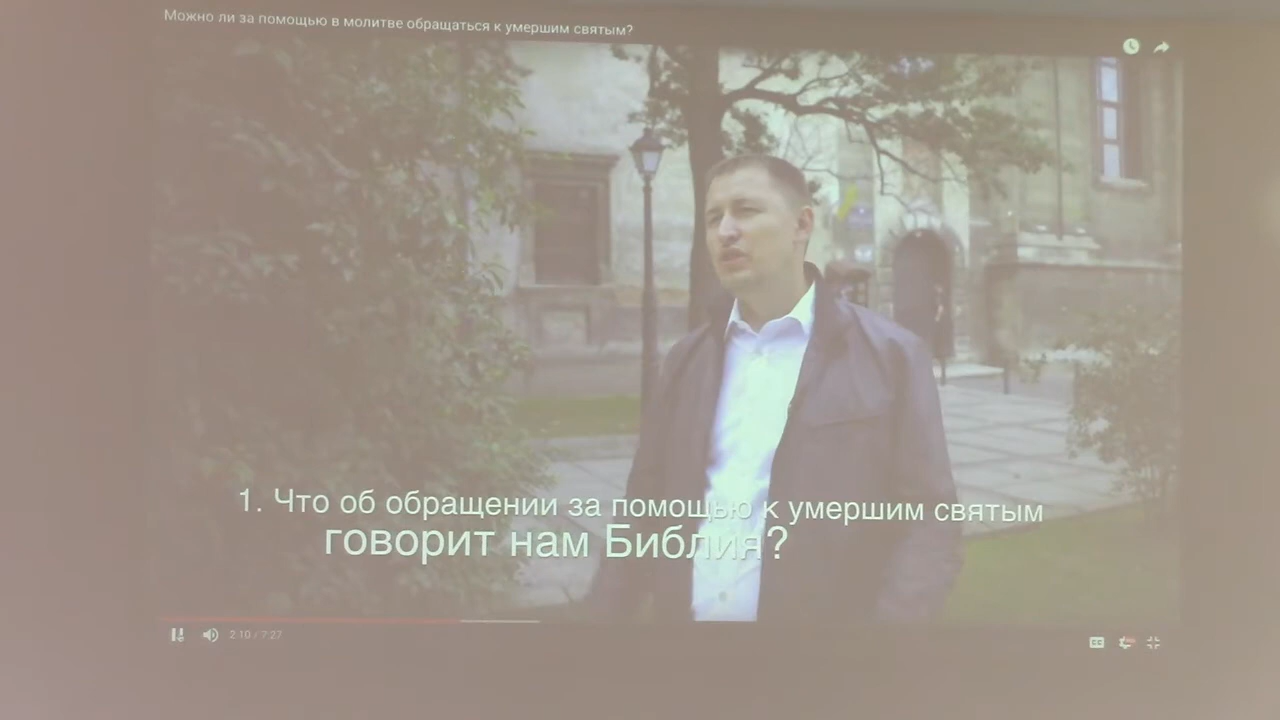 Можно ли за помощью в молитве обращаться к умершим святым?
1. Что об обращении за помощью к умершим святым
говорит нам Библия?
2:10 / 7:27
CC